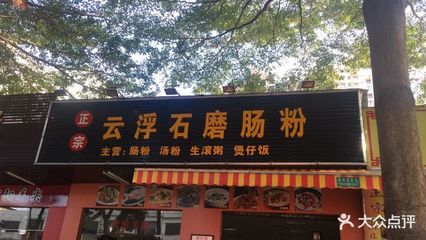 正宗
云浮石磨肠粉
主营：肠粉 汤粉 生滚粥 煲仔饭
大众点评